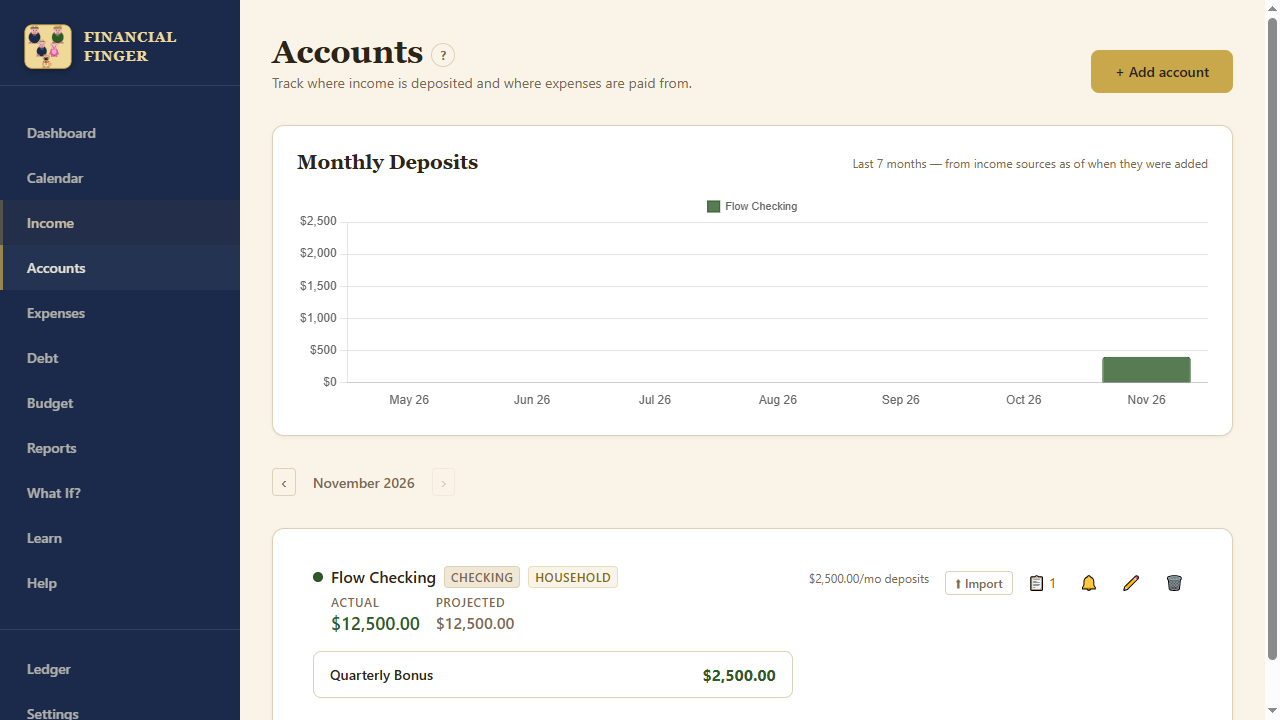 FINANCIAL
FINGER
Dashboard
Calendar
Income
Accounts
Expenses
Debt
Budget
Reports
What If?
Learn
Help
Ledger
Settings
Accounts ?
Track where income is deposited and where expenses are paid from.
+ Add account
Monthly Deposits
Last 7 months — from income sources as of when they were added
Flow Checking
$2,500
$2,000
$1,500
$1,000
$500
$0
May 26 Jun 26 Jul 26 Aug 26 Sep 26 Oct 26 Nov 26
‹ November 2026 ›
Flow Checking CHECKING HOUSEHOLD
$2,500.00/mo deposits ⬆ Import 📋 1 🔔 ✏️ 🗑️
ACTUAL PROJECTED
$12,500.00 $12,500.00
Quarterly Bonus $2,500.00